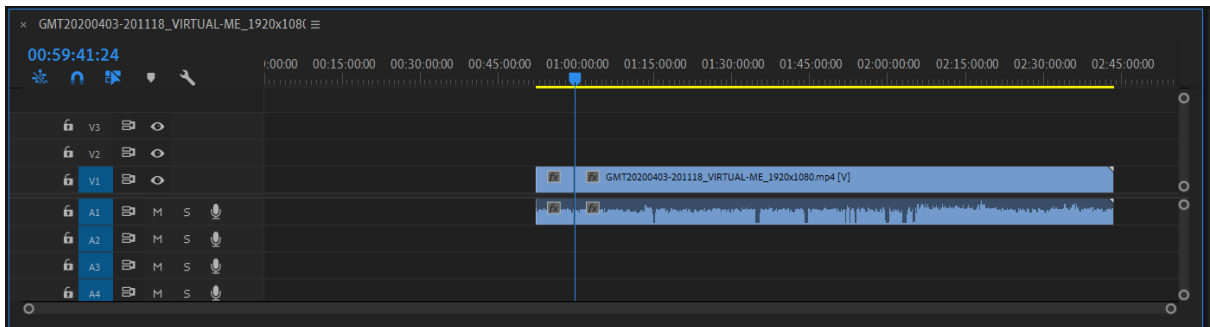 × GMT20200403-201118_VIRTUAL-ME_1920x108( ≡
00:59:41:24
:00:00 00:15:00:00 00:30:00:00 00:45:00:00 01:00:00:00 01:15:00:00 01:30:00:00 01:45:00:00 02:00:00:00 02:15:00:00 02:30:00:00 02:45:00:00
V3
V2
V1 fx fx GMT20200403-201118_VIRTUAL-ME_1920x1080.mp4 [V]
A1 M S fx fx
A2 M S
A3 M S
A4 M S